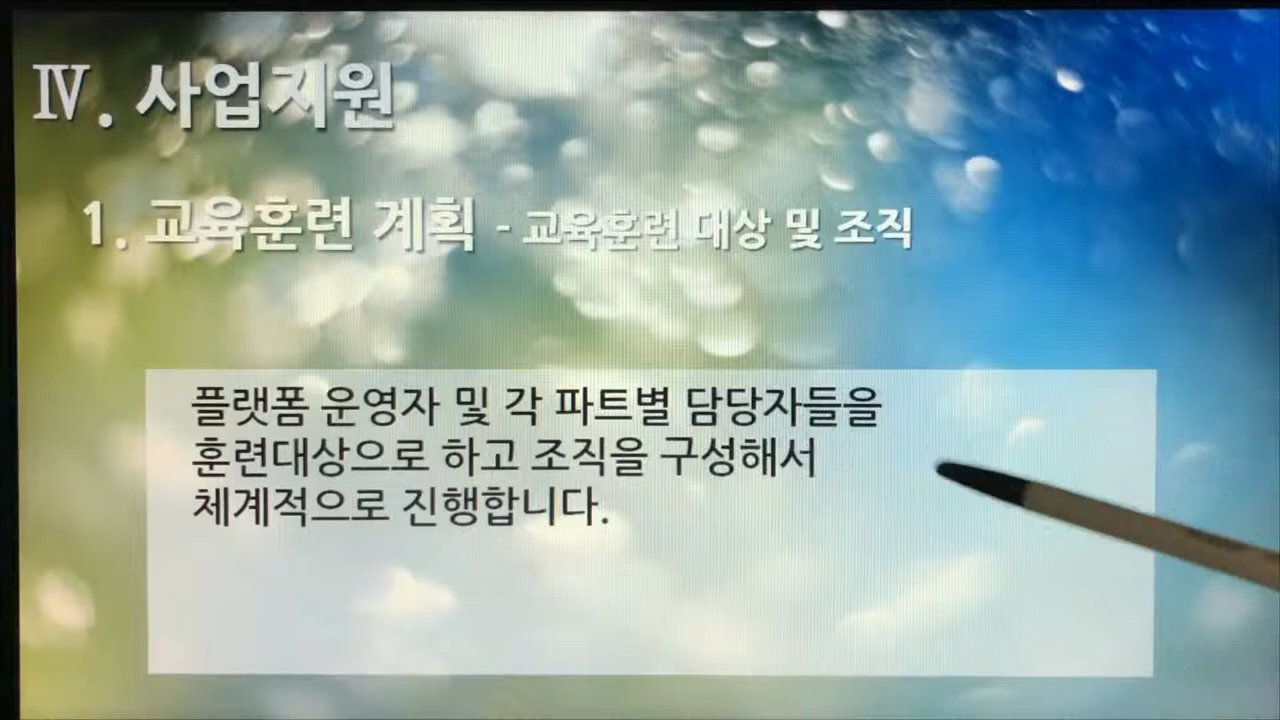 Ⅳ. 사업지원
1. 교육훈련 계획 - 교육훈련 대상 및 조직
플랫폼 운영자 및 각 파트별 담당자들을
훈련대상으로 하고 조직을 구성해서
체계적으로 진행합니다.